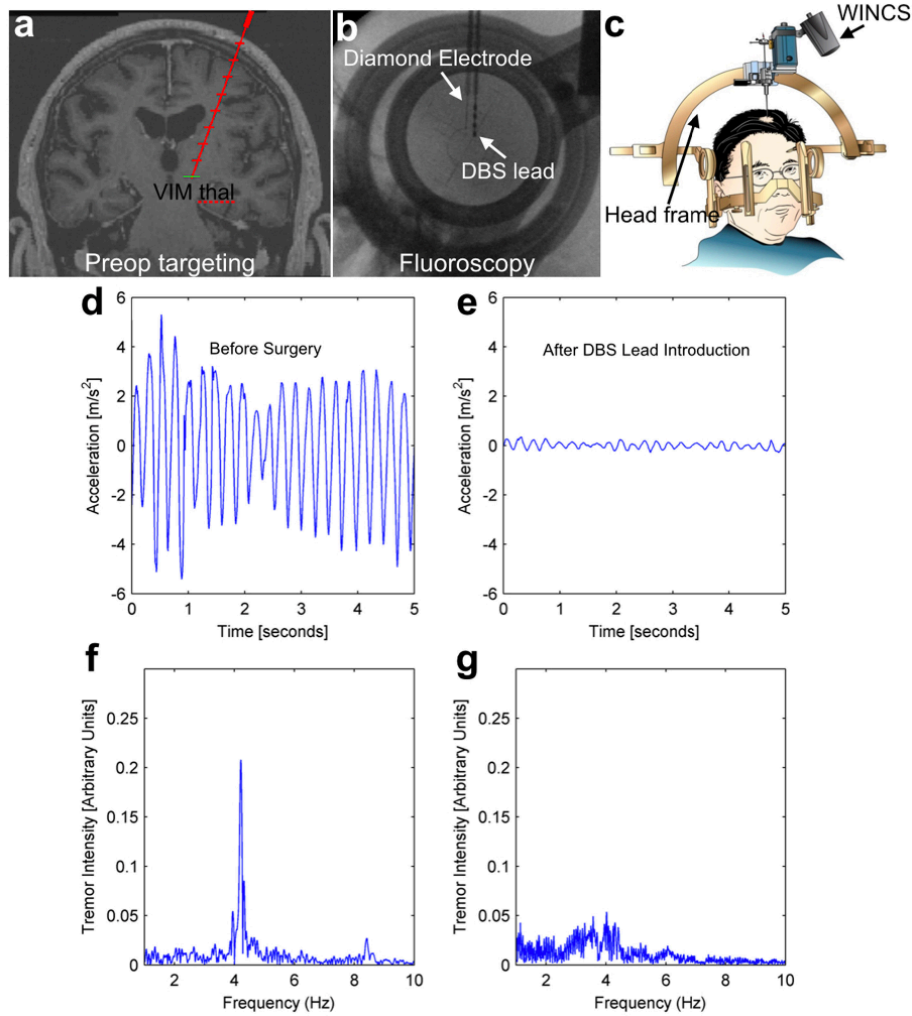 a
VIM thal
Preop targeting
b
Diamond Electrode
DBS lead
Fluoroscopy
c
WINCS
Head frame
d
Before Surgery
Acceleration [m/s²]
6
4
2
0
-2
-4
-6
0 1 2 3 4 5
Time [seconds]
e
After DBS Lead Introduction
Acceleration [m/s²]
6
4
2
0
-2
-4
-6
0 1 2 3 4 5
Time [seconds]
f
Tremor Intensity [Arbitrary Units]
0.25
0.2
0.15
0.1
0.05
0
2 4 6 8 10
Frequency (Hz)
g
Tremor Intensity [Arbitrary Units]
0.25
0.2
0.15
0.1
0.05
0
2 4 6 8 10
Frequency (Hz)